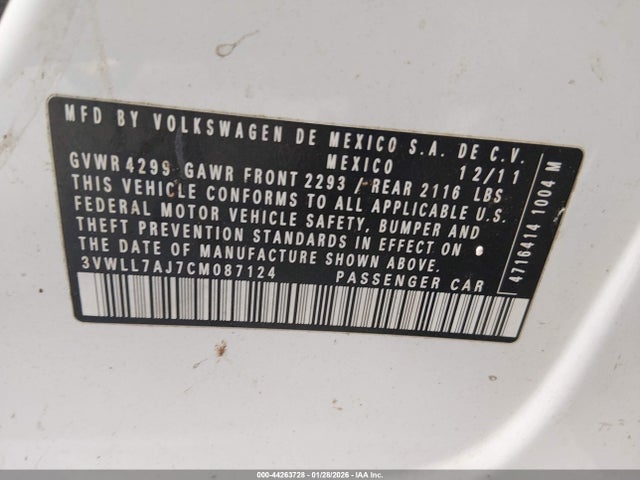 MFD BY VOLKSWAGEN DE MEXICO S.A. DE C.V.
MEXICO 12/11
GVWR 4299 GAWR FRONT 2293 / REAR 2116 LBS
THIS VEHICLE CONFORMS TO ALL APPLICABLE U.S.
FEDERAL MOTOR VEHICLE SAFETY, BUMPER AND
THEFT PREVENTION STANDARDS IN EFFECT ON
THE DATE OF MANUFACTURE SHOWN ABOVE.
3VWLL7AJ7CM087124 PASSENGER CAR
4716414 1004 M
000-44263728 - 01/28/2026 - IAAI, Inc.